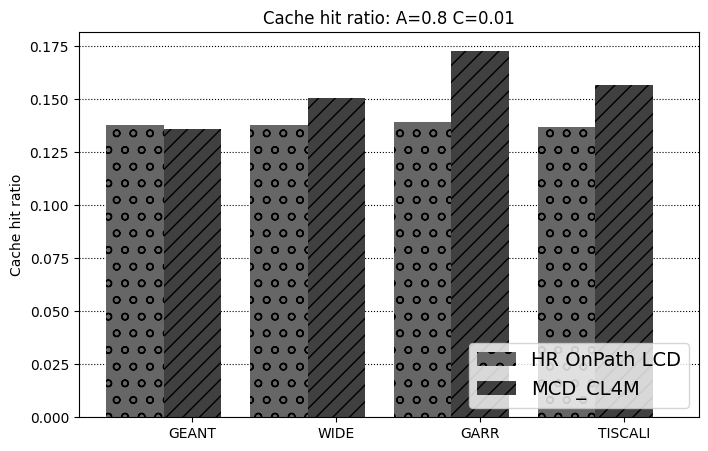 Cache hit ratio: A=0.8 C=0.01
0.175
0.150
0.125
0.100
0.075
0.050
0.025
0.000
Cache hit ratio
GEANT
WIDE
GARR
TISCALI
HR OnPath LCD
MCD_CL4M